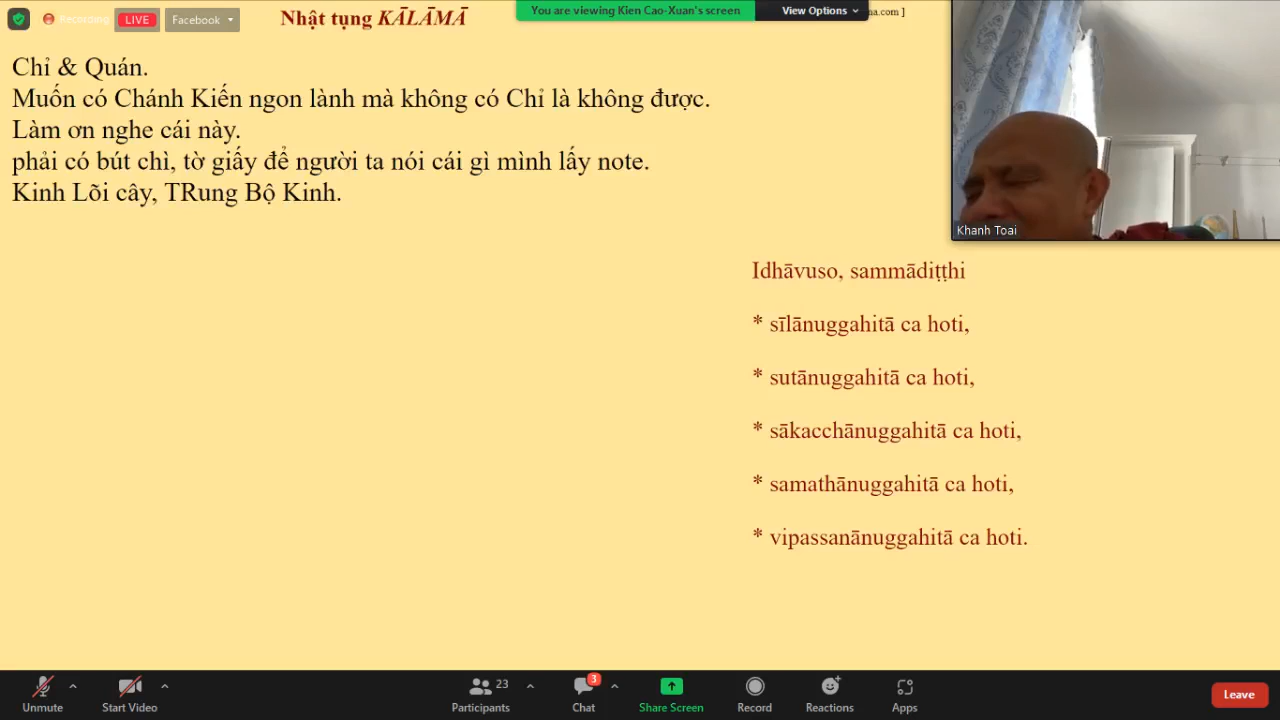 Recording
LIVE
Facebook
Nhật tụng KĀLĀMĀ
You are viewing Kien Cao-Xuan's screen
View Options
na.com ]
Chỉ & Quán.
Muốn có Chánh Kiến ngon lành mà không có Chỉ là không được.
Làm ơn nghe cái này.
phải có bút chì, tờ giấy để người ta nói cái gì mình lấy note.
Kinh Lõi cây, TRung Bộ Kinh.
Khanh Toai
Idhāvuso, sammādiṭṭhi
* sīlānuggahitā ca hoti,
* sutānuggahitā ca hoti,
* sākacchānuggahitā ca hoti,
* samathānuggahitā ca hoti,
* vipassanānuggahitā ca hoti.
Unmute
Start Video
23
Participants
3
Chat
Share Screen
Record
Reactions
Apps
Leave